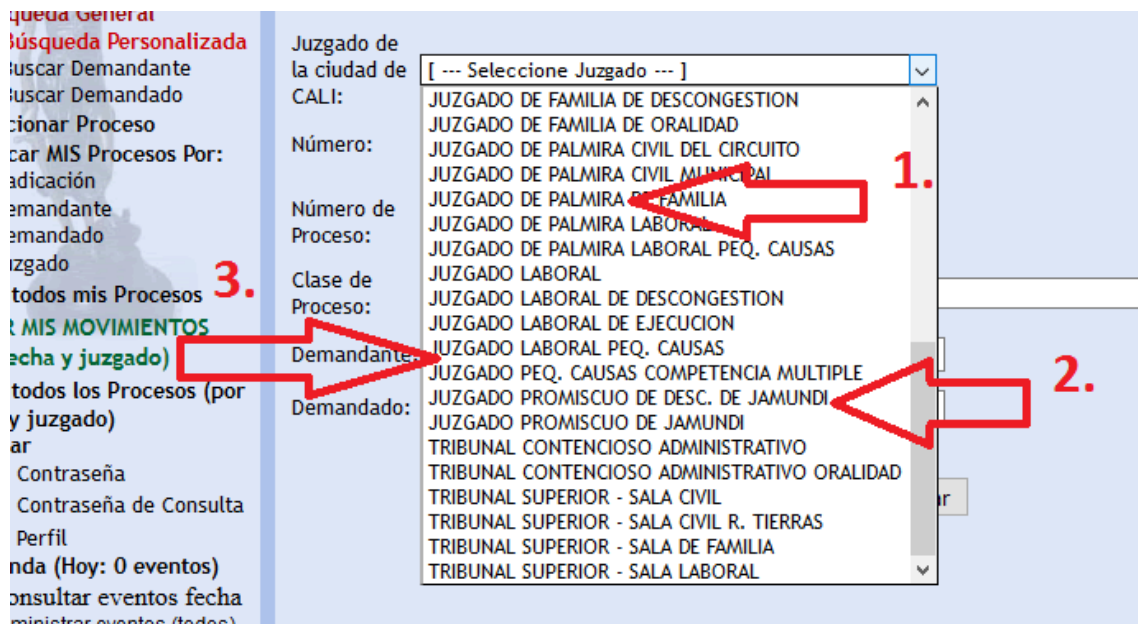 queda General
Búsqueda Personalizada
Buscar Demandante
Buscar Demandado
cionar Proceso
car MIS Procesos Por:
adicación
emandante
emandado
uzgado
todos mis Procesos
R MIS MOVIMIENTOS
echa y juzgado)
todos los Procesos (por
y juzgado)
ar
Contraseña
Contraseña de Consulta
Perfil
nda (Hoy: 0 eventos)
onsultar eventos fecha
ministrar eventos (todos)
3.
Juzgado de
la ciudad de
CALI:
[ --- Seleccione Juzgado --- ]
Número:
Número de
Proceso:
Clase de
Proceso:
Demandante:
Demandado:
JUZGADO DE FAMILIA DE DESCONGESTION
JUZGADO DE FAMILIA DE ORALIDAD
JUZGADO DE PALMIRA CIVIL DEL CIRCUITO
JUZGADO DE PALMIRA CIVIL MUNICIPAL
JUZGADO DE PALMIRA DE FAMILIA
JUZGADO DE PALMIRA LABORAL
JUZGADO DE PALMIRA LABORAL PEQ. CAUSAS
JUZGADO LABORAL
JUZGADO LABORAL DE DESCONGESTION
JUZGADO LABORAL DE EJECUCION
JUZGADO LABORAL PEQ. CAUSAS
JUZGADO PEQ. CAUSAS COMPETENCIA MULTIPLE
JUZGADO PROMISCUO DE DESC. DE JAMUNDI
JUZGADO PROMISCUO DE JAMUNDI
TRIBUNAL CONTENCIOSO ADMINISTRATIVO
TRIBUNAL CONTENCIOSO ADMINISTRATIVO ORALIDAD
TRIBUNAL SUPERIOR - SALA CIVIL
TRIBUNAL SUPERIOR - SALA CIVIL R. TIERRAS
TRIBUNAL SUPERIOR - SALA DE FAMILIA
TRIBUNAL SUPERIOR - SALA LABORAL
1.
2.
ar